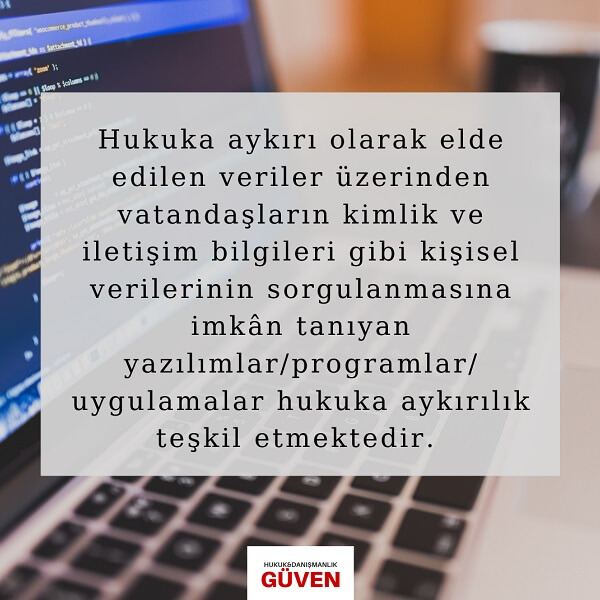 Hukuka aykırı olarak elde
edilen veriler üzerinden
vatandaşların kimlik ve
iletişim bilgileri gibi kişisel
verilerinin sorgulanmasına
imkân tanıyan
yazılımlar/programlar/
uygulamalar hukuka aykırılık
teşkil etmektedir.
HUKUK&DANIŞMANLIK
GÜVEN